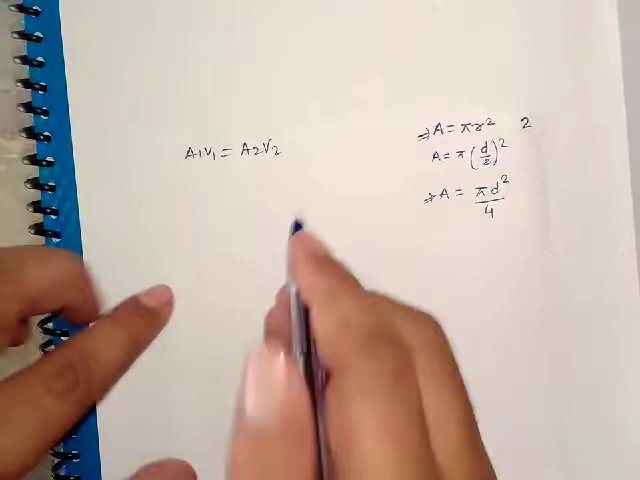 A1V1 = A2V2
⇒ A = πr² 2
A = π(d/2)²
⇒ A = πd²/4